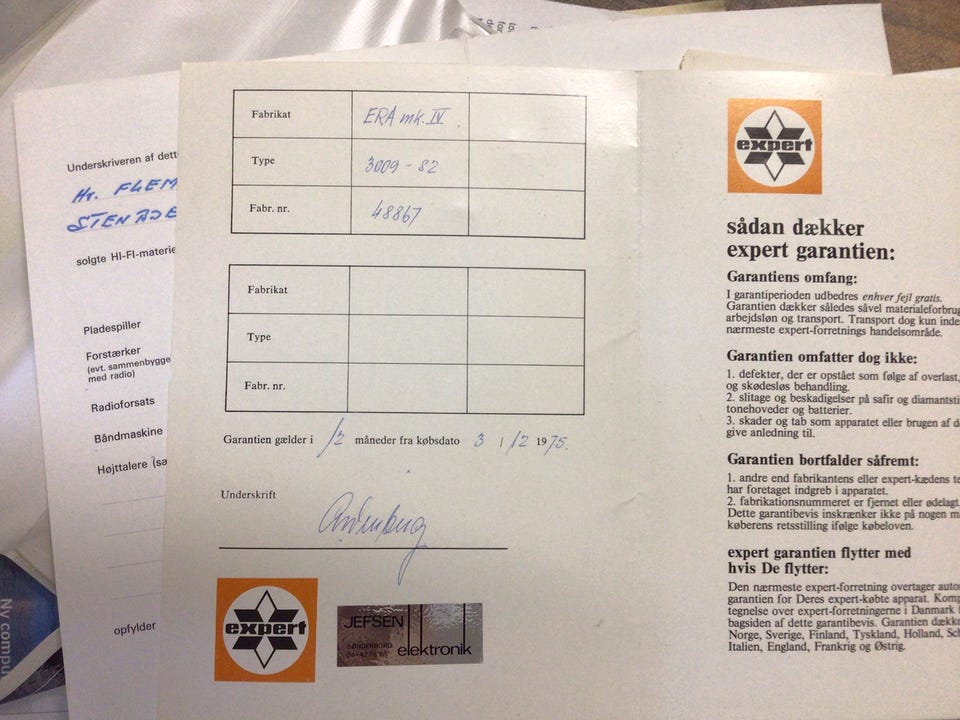 Underskriveren af dette
Hr. FLEM
STEN
solgte HI-FI-materie
Pladespiller
Forstærker
(evt. sammenbygge
med radio)
Radioforsats
Båndmaskine
Højttalere (sa
opfylder
Ny compu
Fabrikat ERA mk. IV
Type 3009-82
Fabr. nr. 48867
Fabrikat
Type
Fabr. nr.
Garantien gælder i 12 måneder fra købsdato 3 / 12 1975.
Underskrift
expert
JEFSEN
SØNDERBORG
elektronik
expert
sådan dækker
expert garantien:
Garantiens omfang:
I garantiperioden udbedres enhver fejl gratis.
Garantien dækker således såvel materialeforbrug
arbejdsløn og transport. Transport dog kun inde
nærmeste expert-forretnings handelsområde.
Garantien omfatter dog ikke:
1. defekter, der er opstået som følge af overlast,
og skødesløs behandling.
2. slitage og beskadigelser på safir og diamantsti
tonehoveder og batterier.
3. skader og tab som apparatet eller brugen af d
give anledning til.
Garantien bortfalder såfremt:
1. andre end fabrikantens eller expert-kædens te
har foretaget indgreb i apparatet.
2. fabrikationsnummeret er fjernet eller ødelagt.
Dette garantibevis inskrænker ikke på nogen m
køberens retsstilling ifølge købeloven.
expert garantien flytter med
hvis De flytter:
Den nærmeste expert-forretning overtager auto
garantien for Deres expert-købte apparat. Komp
tegnelse over expert-forretningerne i Danmark
bagsiden af dette garantibevis. Garantien dække
Norge, Sverige, Finland, Tyskland, Holland, Sch
Italien, England, Frankrig og Østrig.